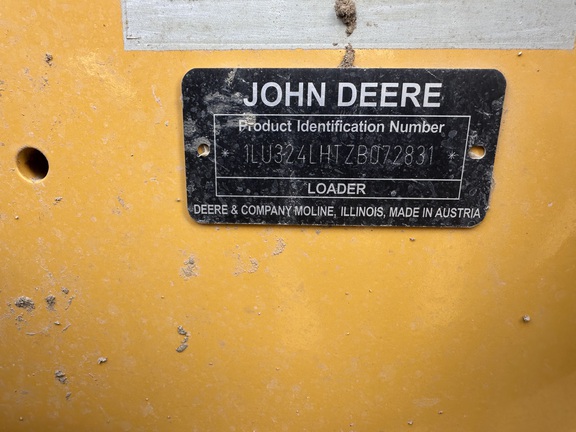 JOHN DEERE
Product Identification Number
*1LU324LHTZB072831*
LOADER
DEERE & COMPANY MOLINE, ILLINOIS, MADE IN AUSTRIA